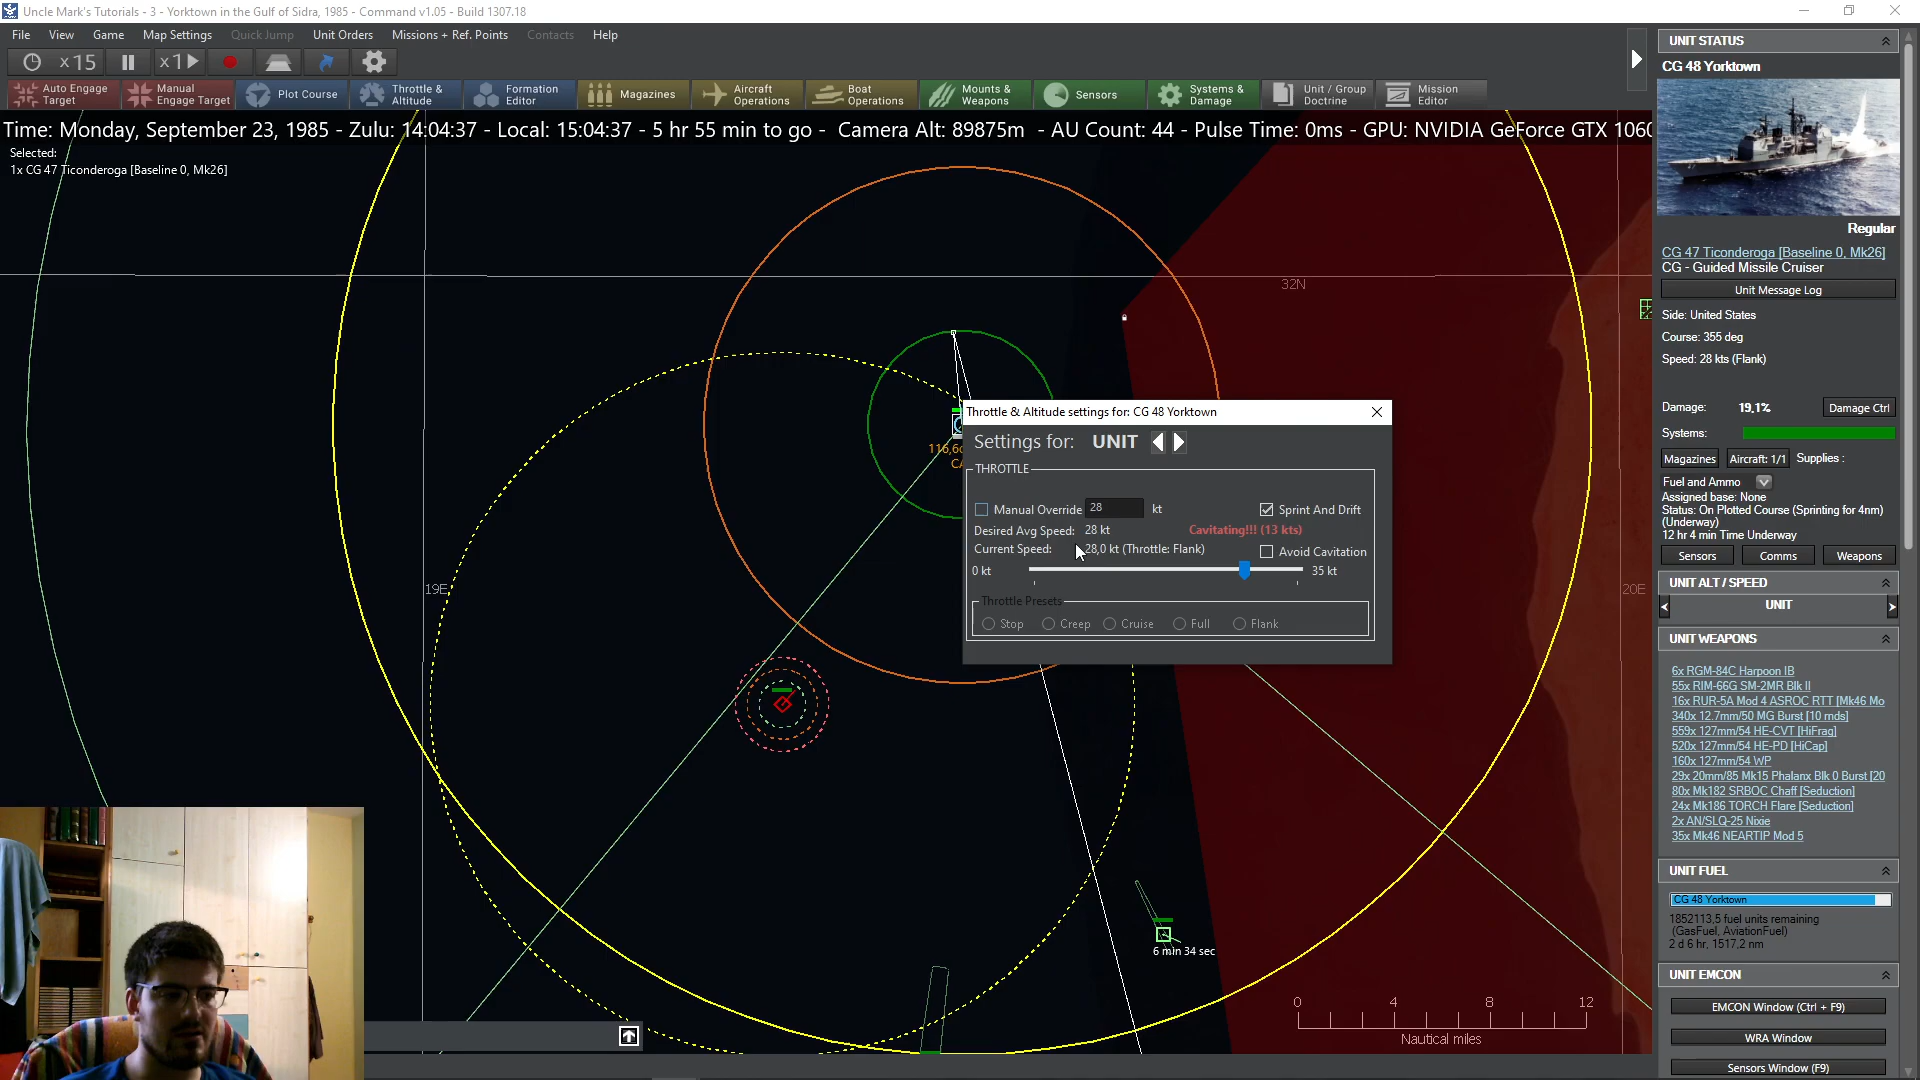 Uncle Mark's Tutorials - 3 - Yorktown in the Gulf of Sidra, 1985 - Command v1.05 - Build 1307.18
File View Game Map Settings Quick Jump Unit Orders Missions + Ref. Points Contacts Help
x 15 x1
Auto Engage Target
Manual Engage Target
Plot Course
Throttle & Altitude
Formation Editor
Magazines
Aircraft Operations
Boat Operations
Mounts & Weapons
Sensors
Systems & Damage
Unit / Group Doctrine
Mission Editor
Time: Monday, September 23, 1985 - Zulu: 14:04:37 - Local: 15:04:37 - 5 hr 55 min to go - Camera Alt: 89875m - AU Count: 44 - Pulse Time: 0ms - GPU: NVIDIA GeForce GTX 106
Selected:
1x CG 47 Ticonderoga [Baseline 0, Mk26]
32N
19E
20E
Throttle & Altitude settings for: CG 48 Yorktown
Settings for: UNIT
THROTTLE
Manual Override 28 kt Sprint And Drift
Desired Avg Speed: 28 kt Cavitating!!! (13 kts)
Current Speed: 28,0 kt (Throttle: Flank) Avoid Cavitation
0 kt 35 kt
Throttle Presets
Stop Creep Cruise Full Flank
6 min 34 sec
0 4 8 12
Nautical miles
UNIT STATUS
CG 48 Yorktown
Regular
CG 47 Ticonderoga [Baseline 0, Mk26]
CG - Guided Missile Cruiser
Unit Message Log
Side: United States
Course: 355 deg
Speed: 28 kts (Flank)
Damage: 19,1% Damage Ctrl
Systems:
Magazines Aircraft: 1/1 Supplies :
Fuel and Ammo
Assigned base: None
Status: On Plotted Course (Sprinting for 4nm)
(Underway)
12 hr 4 min Time Underway
Sensors Comms Weapons
UNIT ALT / SPEED
UNIT
UNIT WEAPONS
6x RGM-84C Harpoon IB
55x RIM-66G SM-2MR Blk II
16x RUR-5A Mod 4 ASROC RTT [Mk46 Mo
340x 12.7mm/50 MG Burst [10 rnds]
559x 127mm/54 HE-CVT [HiFrag]
520x 127mm/54 HE-PD [HiCap]
160x 127mm/54 WP
29x 20mm/85 Mk15 Phalanx Blk 0 Burst [20
80x Mk182 SRBOC Chaff [Seduction]
24x Mk186 TORCH Flare [Seduction]
2x AN/SLQ-25 Nixie
35x Mk46 NEARTIP Mod 5
UNIT FUEL
CG 48 Yorktown
1852113,5 fuel units remaining
(GasFuel, AviationFuel)
2 d 6 hr, 1517,2 nm
UNIT EMCON
EMCON Window (Ctrl + F9)
WRA Window
Sensors Window (F9)